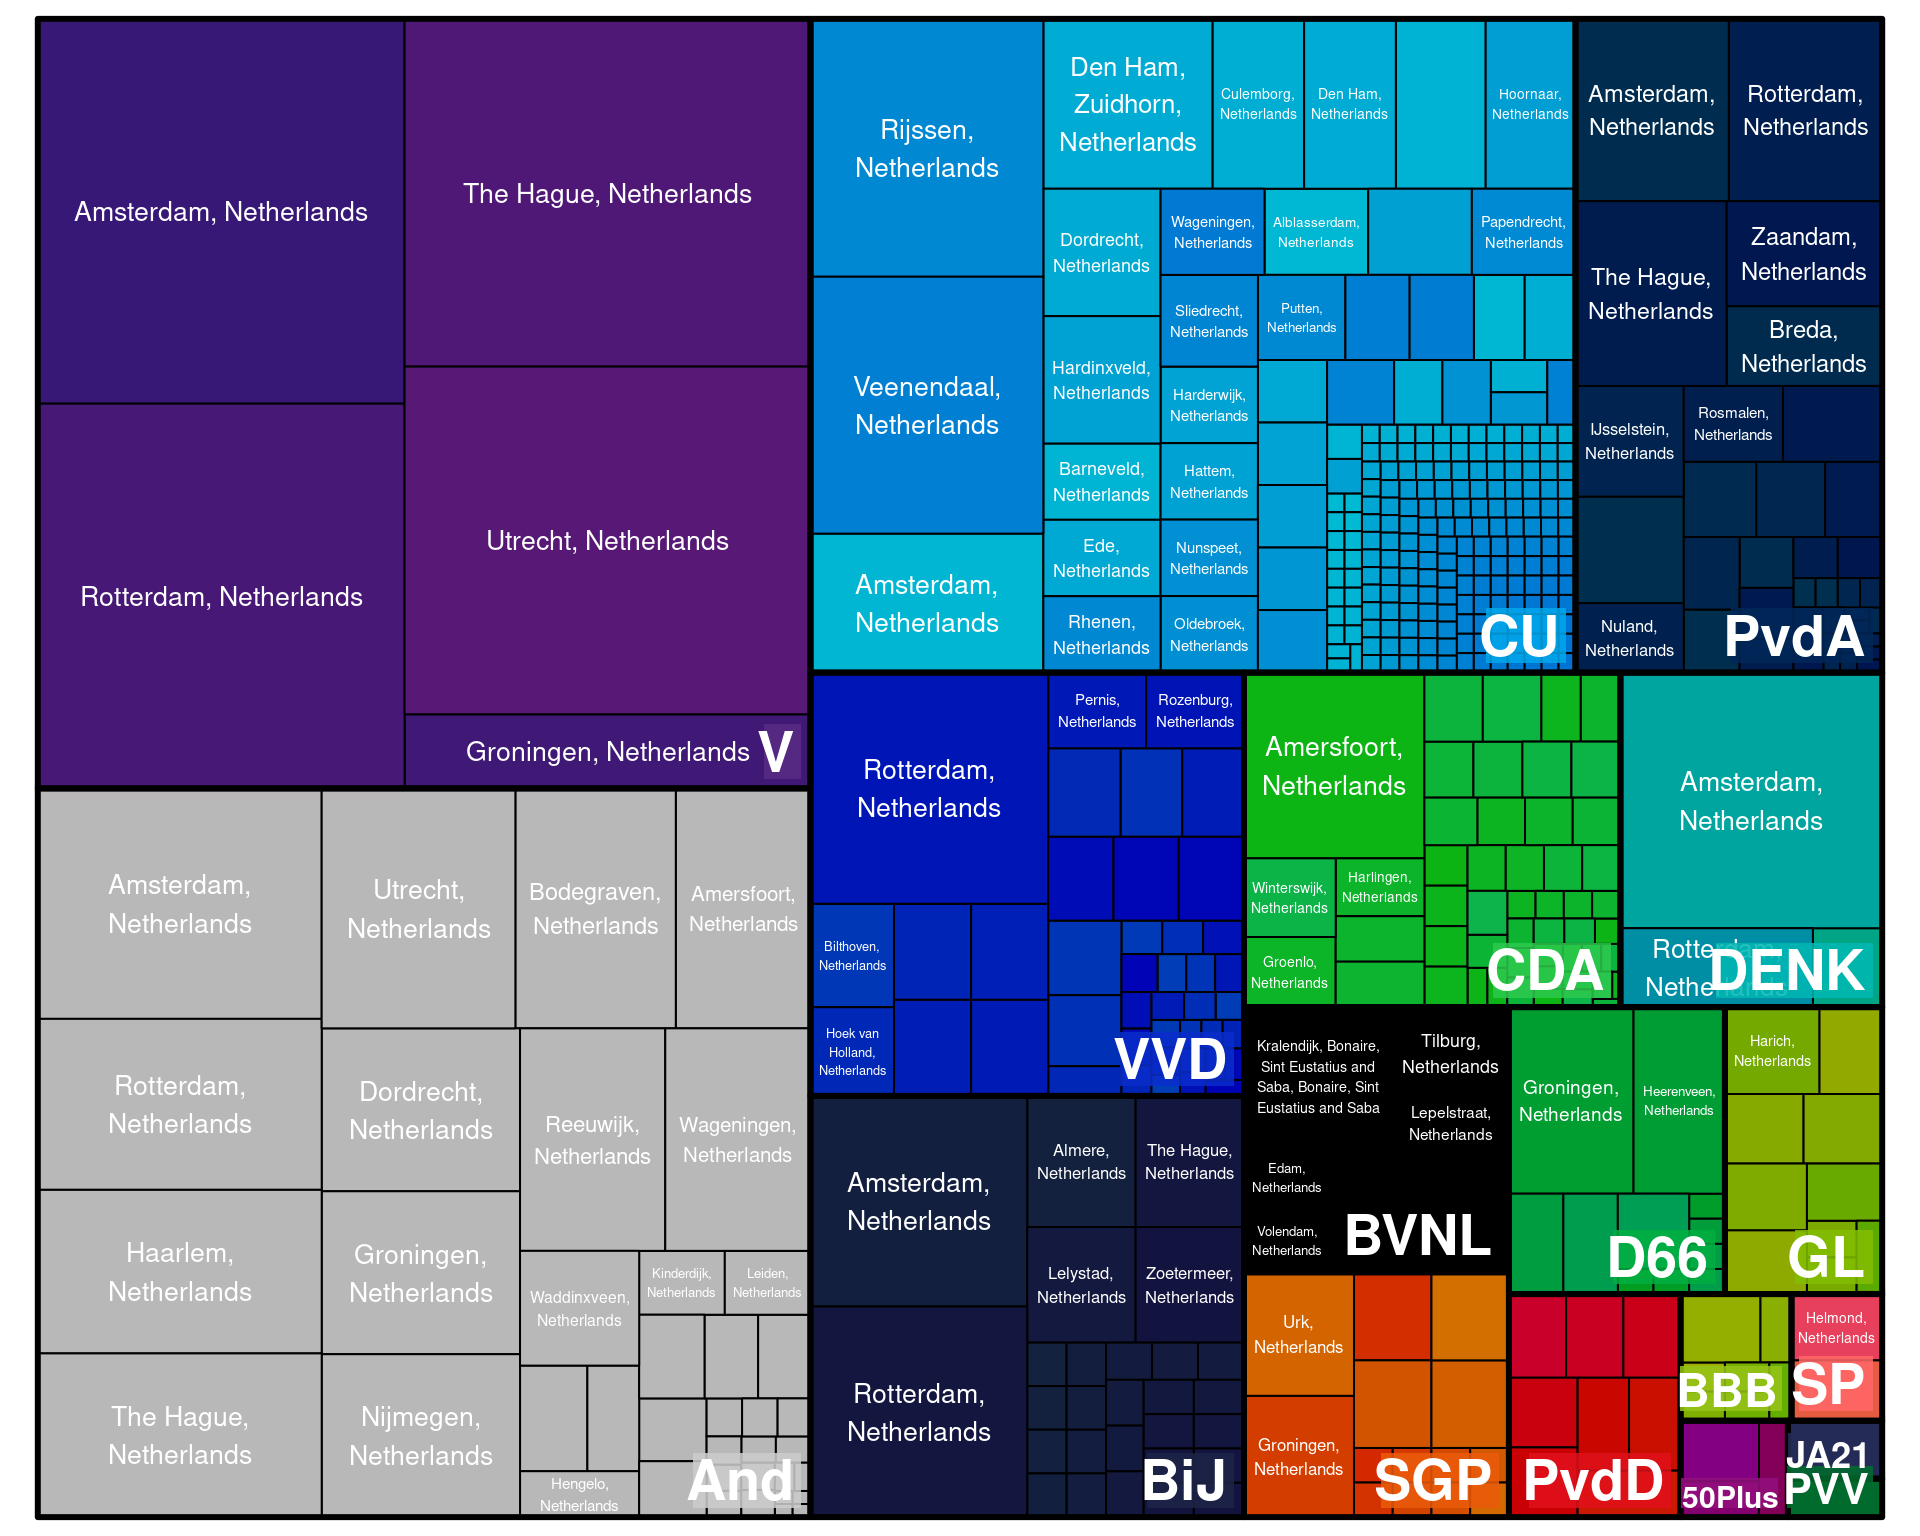 Amsterdam, Netherlands
The Hague, Netherlands
Rotterdam, Netherlands
Utrecht, Netherlands
Groningen, Netherlands
V
Rijssen,
Netherlands
Veenendaal,
Netherlands
Amsterdam,
Netherlands
Den Ham,
Zuidhorn,
Netherlands
Culemborg,
Netherlands
Den Ham,
Netherlands
Hoornaar,
Netherlands
Dordrecht,
Netherlands
Wageningen,
Netherlands
Alblasserdam,
Netherlands
Papendrecht,
Netherlands
Hardinxveld,
Netherlands
Sliedrecht,
Netherlands
Putten,
Netherlands
Harderwijk,
Netherlands
Barneveld,
Netherlands
Hattem,
Netherlands
Ede,
Netherlands
Nunspeet,
Netherlands
Rhenen,
Netherlands
Oldebroek,
Netherlands
CU
Amsterdam,
Netherlands
Rotterdam,
Netherlands
The Hague,
Netherlands
Zaandam,
Netherlands
Breda,
Netherlands
IJsselstein,
Netherlands
Rosmalen,
Netherlands
Nuland,
Netherlands
PvdA
Amsterdam,
Netherlands
Utrecht,
Netherlands
Bodegraven,
Netherlands
Amersfoort,
Netherlands
Rotterdam,
Netherlands
Dordrecht,
Netherlands
Reeuwijk,
Netherlands
Wageningen,
Netherlands
Haarlem,
Netherlands
Groningen,
Netherlands
Waddinxveen,
Netherlands
Kinderdijk,
Netherlands
Leiden,
Netherlands
The Hague,
Netherlands
Nijmegen,
Netherlands
Hengelo,
Netherlands
And
Rotterdam,
Netherlands
Pernis,
Netherlands
Rozenburg,
Netherlands
Bilthoven,
Netherlands
Hoek van
Holland,
Netherlands
VVD
Amersfoort,
Netherlands
Winterswijk,
Netherlands
Harlingen,
Netherlands
Groenlo,
Netherlands
CDA
Amsterdam,
Netherlands
Rotterdam,
Netherlands
DENK
Amsterdam,
Netherlands
Almere,
Netherlands
The Hague,
Netherlands
Lelystad,
Netherlands
Zoetermeer,
Netherlands
Rotterdam,
Netherlands
BiJ
Kralendijk, Bonaire,
Sint Eustatius and
Saba, Bonaire, Sint
Eustatius and Saba
Tilburg,
Netherlands
Lepelstraat,
Netherlands
Edam,
Netherlands
Volendam,
Netherlands
BVNL
Groningen,
Netherlands
Heerenveen,
Netherlands
D66
Harich,
Netherlands
GL
Urk,
Netherlands
Groningen,
Netherlands
SGP
PvdD
BBB
Helmond,
Netherlands
SP
50Plus
JA21
PVV